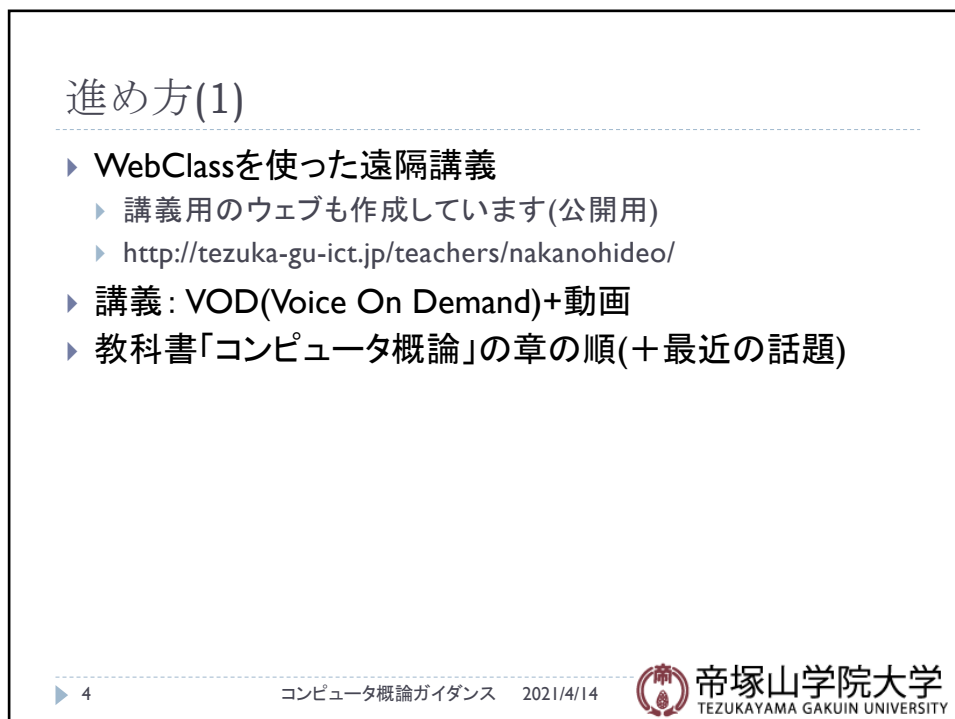 進め方(1)
WebClassを使った遠隔講義
講義用のウェブも作成しています(公開用)
http://tezuka-gu-ict.jp/teachers/nakanohideo/
講義：VOD(Voice On Demand)+動画
教科書「コンピュータ概論」の章の順(＋最近の話題)
4
コンピュータ概論ガイダンス 2021/4/14
帝
帝塚山学院大学
TEZUKAYAMA GAKUIN UNIVERSITY